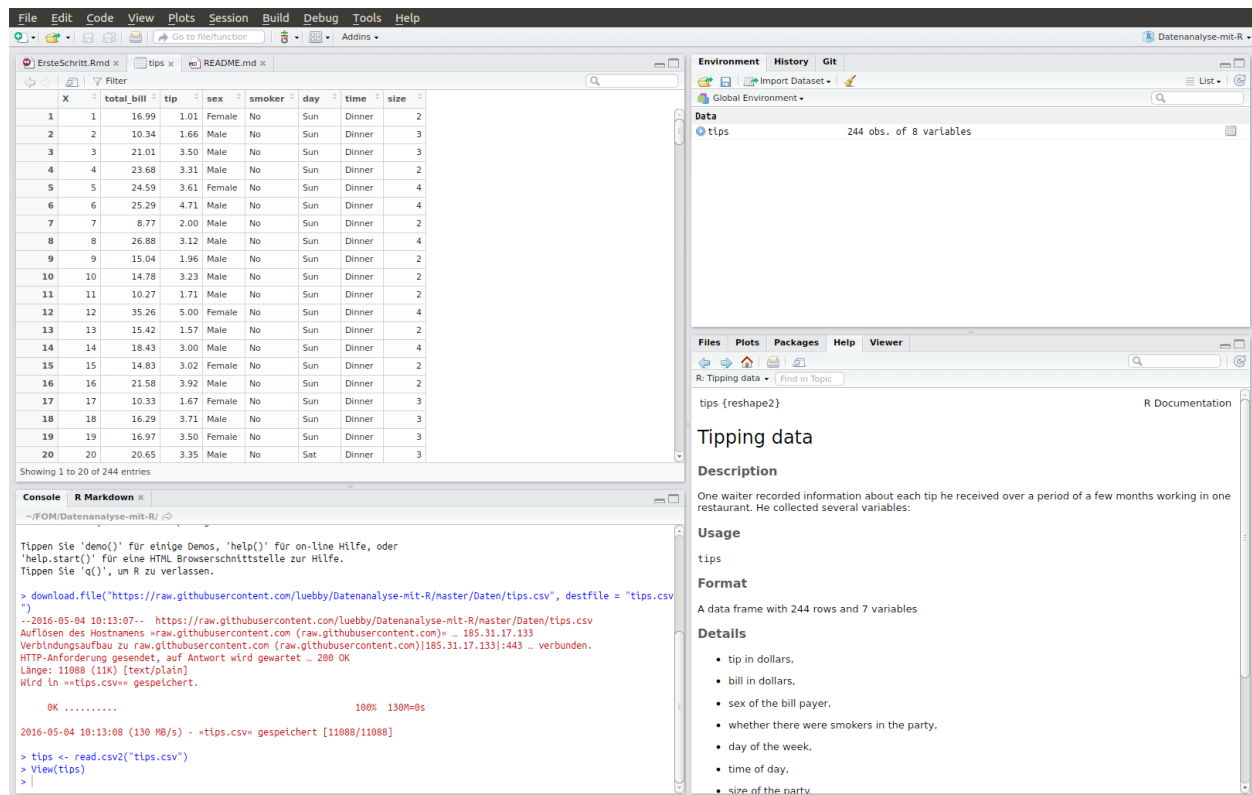 File Edit Code View Plots Session Build Debug Tools Help
Go to file/function Addins Datenanalyse-mit-R
ErsteSchritt.Rmd tips README.md
Filter
X total_bill tip sex smoker day time size
1 1 16.99 1.01 Female No Sun Dinner 2
2 2 10.34 1.66 Male No Sun Dinner 3
3 3 21.01 3.50 Male No Sun Dinner 3
4 4 23.68 3.31 Male No Sun Dinner 2
5 5 24.59 3.61 Female No Sun Dinner 4
6 6 25.29 4.71 Male No Sun Dinner 4
7 7 8.77 2.00 Male No Sun Dinner 2
8 8 26.88 3.12 Male No Sun Dinner 4
9 9 15.04 1.96 Male No Sun Dinner 2
10 10 14.78 3.23 Male No Sun Dinner 2
11 11 10.27 1.71 Male No Sun Dinner 2
12 12 35.26 5.00 Female No Sun Dinner 4
13 13 15.42 1.57 Male No Sun Dinner 2
14 14 18.43 3.00 Male No Sun Dinner 4
15 15 14.83 3.02 Female No Sun Dinner 2
16 16 21.58 3.92 Male No Sun Dinner 2
17 17 10.33 1.67 Female No Sun Dinner 3
18 18 16.29 3.71 Male No Sun Dinner 3
19 19 16.97 3.50 Female No Sun Dinner 3
20 20 20.65 3.35 Male No Sat Dinner 3
Showing 1 to 20 of 244 entries
Console R Markdown
~/FOM/Datenanalyse-mit-R/
Tippen Sie 'demo()' für einige Demos, 'help()' für on-line Hilfe, oder
'help.start()' für eine HTML Browserschnittstelle zur Hilfe.
Tippen Sie 'q()', um R zu verlassen.
> download.file("https://raw.githubusercontent.com/luebby/Datenanalyse-mit-R/master/Daten/tips.csv", destfile = "tips.csv
")
--2016-05-04 10:13:07-- https://raw.githubusercontent.com/luebby/Datenanalyse-mit-R/master/Daten/tips.csv
Auflösen des Hostnamens »raw.githubusercontent.com (raw.githubusercontent.com)« … 185.31.17.133
Verbindungsaufbau zu raw.githubusercontent.com (raw.githubusercontent.com)|185.31.17.133|:443 … verbunden.
HTTP-Anforderung gesendet, auf Antwort wird gewartet … 200 OK
Länge: 11088 (11K) [text/plain]
Wird in »»tips.csv«« gespeichert.
0K .......... 100% 130M=0s
2016-05-04 10:13:08 (130 MB/s) - »tips.csv« gespeichert [11088/11088]
> tips <- read.csv2("tips.csv")
> View(tips)
>
Environment History Git
Import Dataset List
Global Environment
Data
tips 244 obs. of 8 variables
Files Plots Packages Help Viewer
R: Tipping data Find in Topic
tips {reshape2} R Documentation
Tipping data
Description
One waiter recorded information about each tip he received over a period of a few months working in one
restaurant. He collected several variables:
Usage
tips
Format
A data frame with 244 rows and 7 variables
Details
• tip in dollars,
• bill in dollars,
• sex of the bill payer,
• whether there were smokers in the party,
• day of the week,
• time of day,
• size of the party.